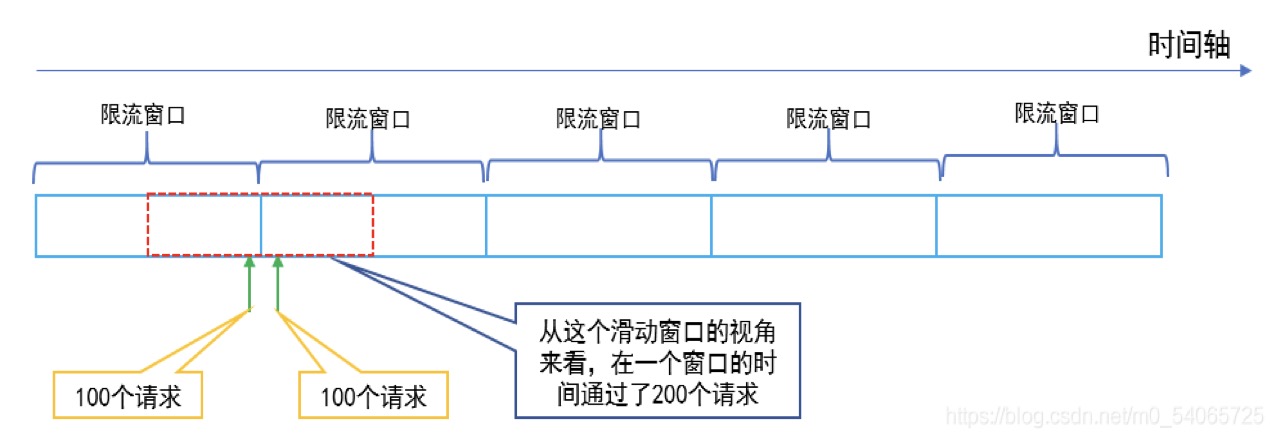 时间轴
限流窗口
限流窗口
限流窗口
限流窗口
限流窗口
从这个滑动窗口的视角
来看，在一个窗口的时
间通过了200个请求
100个请求
100个请求
https://blog.csdn.net/m0_54065725